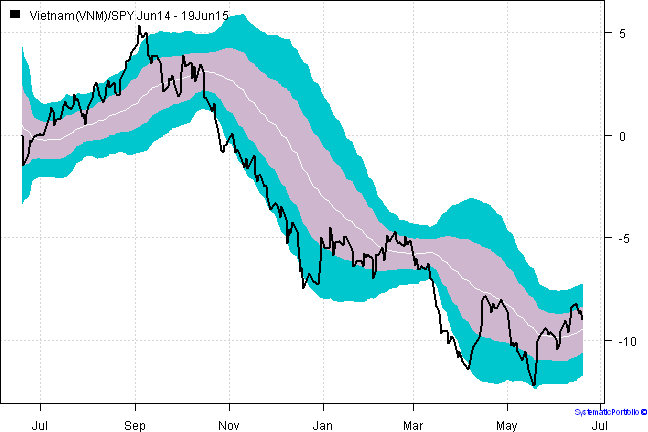 Vietnam(VNM)/SPY Jun14 - 19Jun15
5
0
-5
-10
Jul Sep Nov Jan Mar May Jul
SystematicPortfolio ©